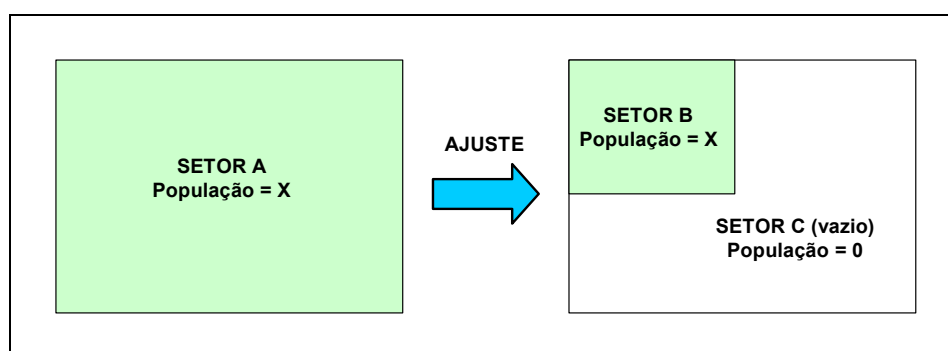 SETOR A
População = X
AJUSTE
SETOR B
População = X
SETOR C (vazio)
População = 0